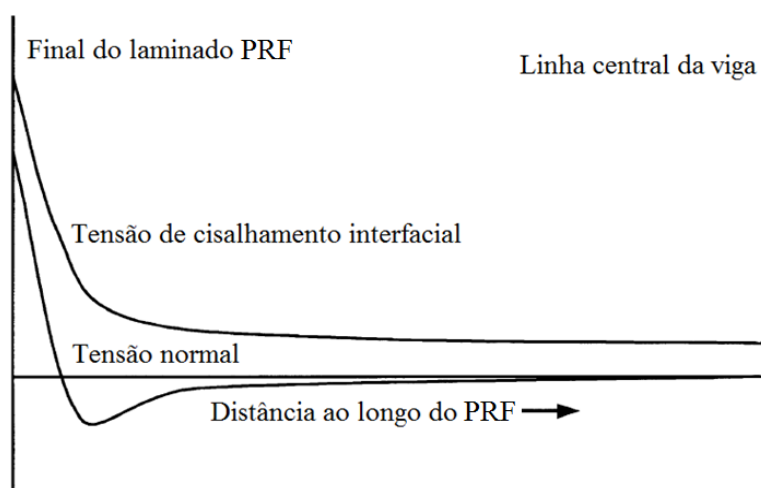 Final do laminado PRF
Linha central da viga
Tensão de cisalhamento interfacial
Tensão normal
Distância ao longo do PRF